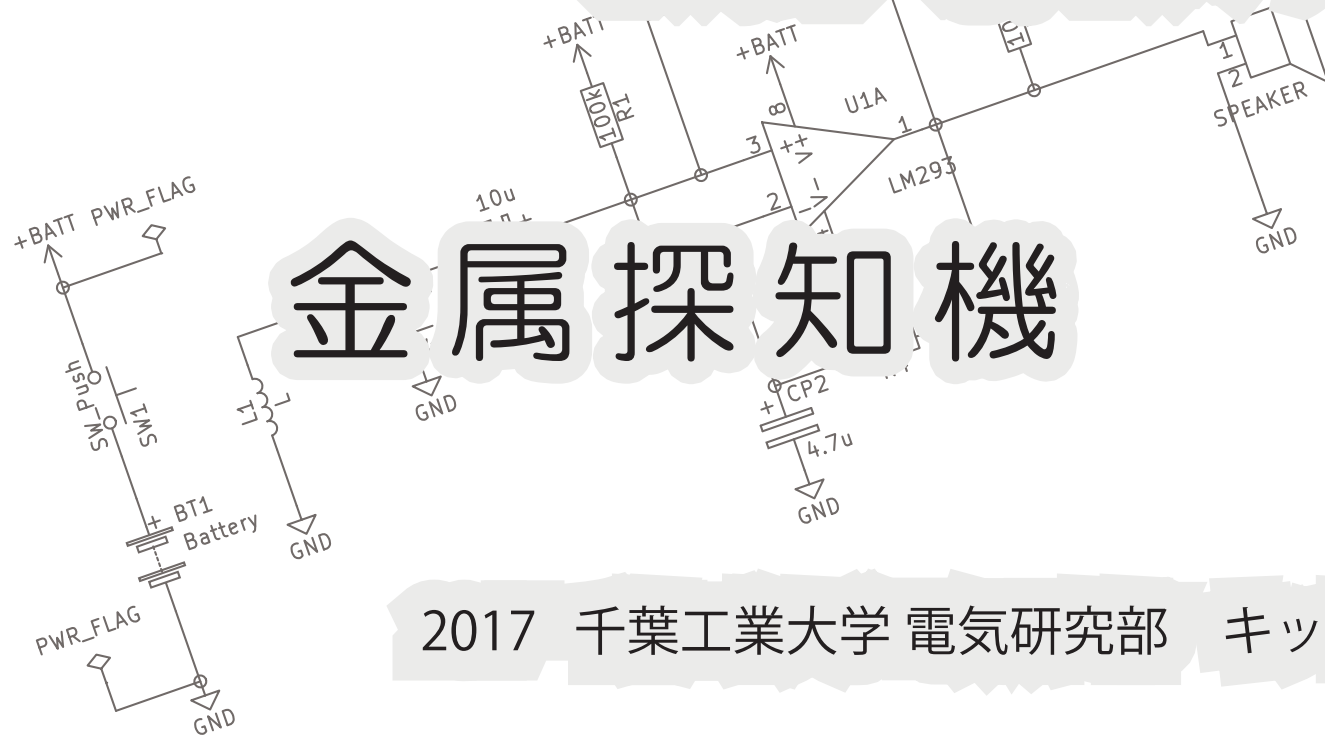 +BATT
+BATT
100k
R1
8
U1A
3
V+
1
2
V-
LM293
1
2
SPEAKER
GND
10u
+BATT
PWR_FLAG
金属探知機
SW_Push
SW1
L1
L
GND
CP2
4.7u
GND
BT1
Battery
GND
PWR_FLAG
GND
2017 千葉工業大学 電気研究部 キッ